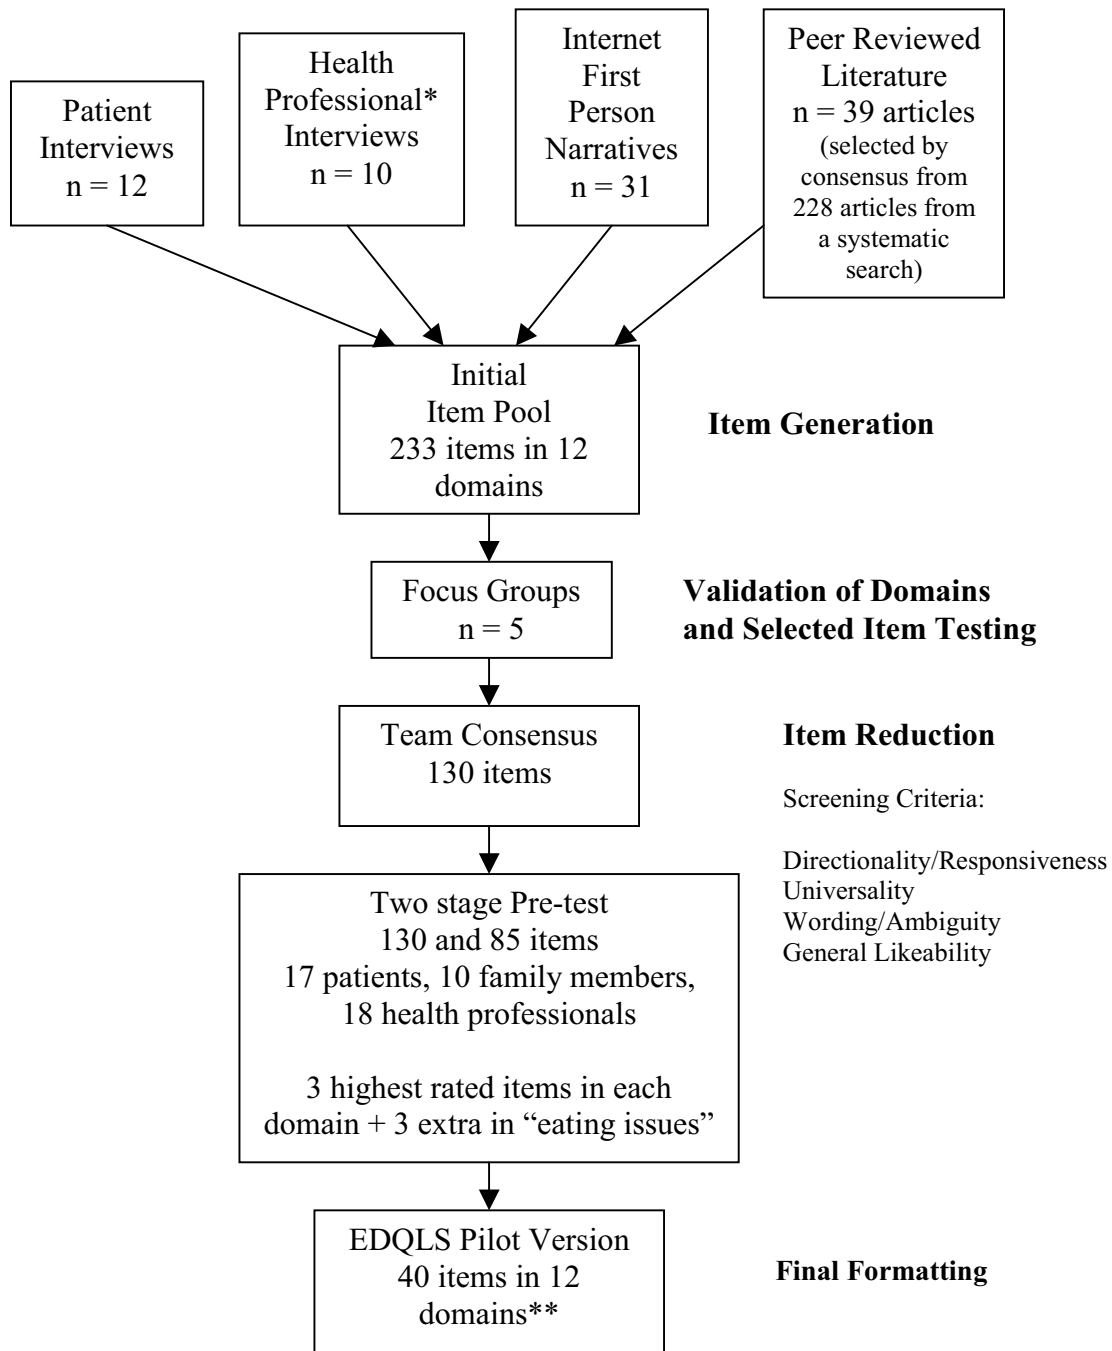 Patient
Interviews
n = 12
Health
Professional*
Interviews
n = 10
Internet
First
Person
Narratives
n = 31
Peer Reviewed
Literature
n = 39 articles
(selected by
consensus from
228 articles from
a systematic
search)
Initial
Item Pool
233 items in 12
domains
Item Generation
Focus Groups
n = 5
Validation of Domains
and Selected Item Testing
Team Consensus
130 items
Item Reduction
Screening Criteria:
Directionality/Responsiveness
Universality
Wording/Ambiguity
General Likeability
Two stage Pre-test
130 and 85 items
17 patients, 10 family members,
18 health professionals
3 highest rated items in each
domain + 3 extra in “eating issues”
EDQLS Pilot Version
40 items in 12
domains**
Final Formatting